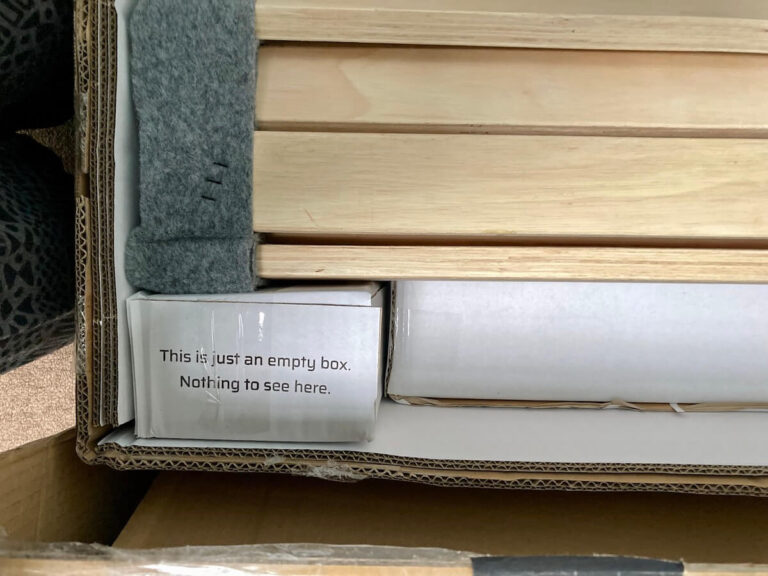 This is just an empty box.
Nothing to see here.